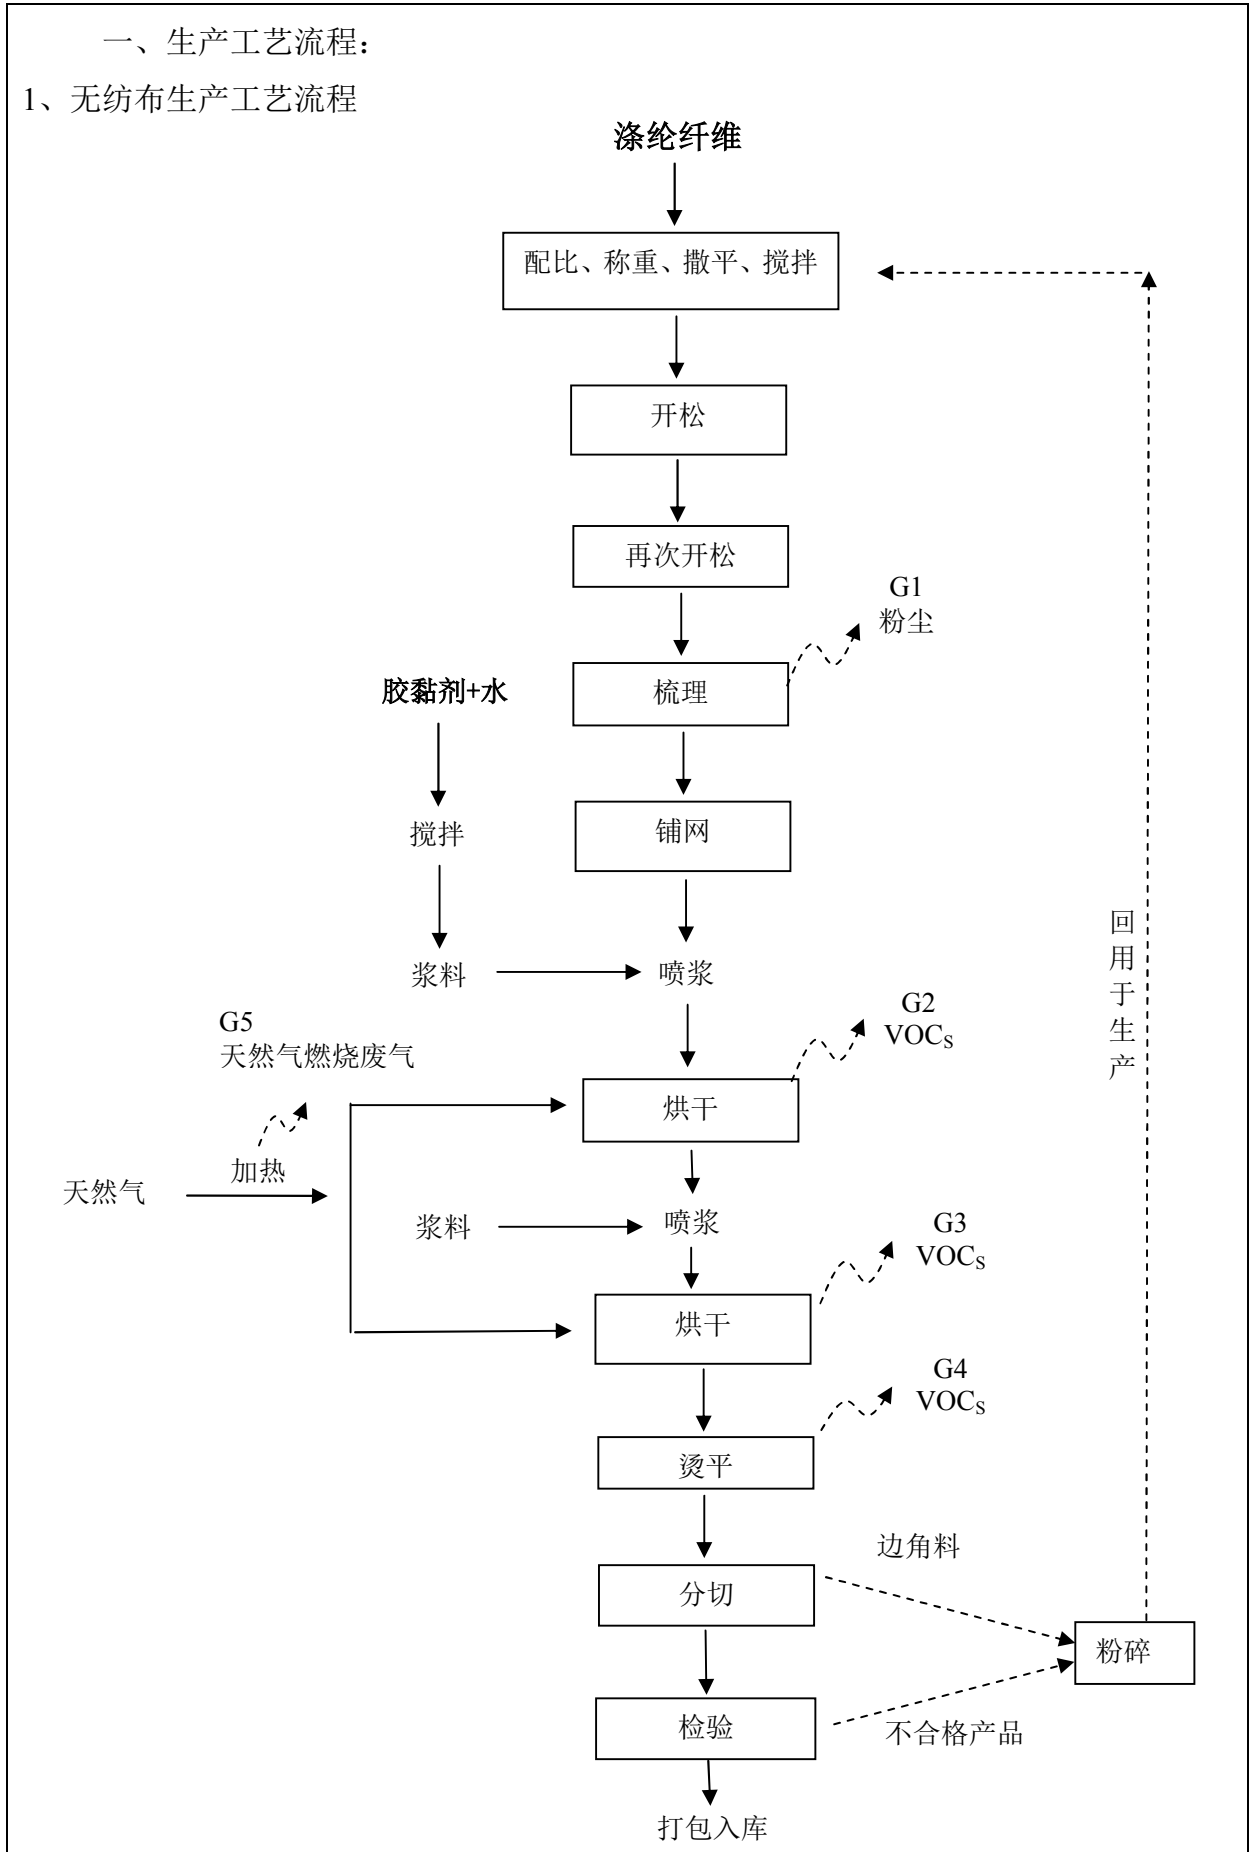 一、生产工艺流程：
1、无纺布生产工艺流程
涤纶纤维
配比、称重、撒平、搅拌
开松
再次开松
G1
粉尘
胶黏剂+水
梳理
搅拌
铺网
浆料
喷浆
回用于生产
G2
VOCS
G5
天然气燃烧废气
烘干
加热
天然气
浆料
喷浆
G3
VOCS
烘干
G4
VOCS
烫平
边角料
分切
粉碎
检验
不合格产品
打包入库